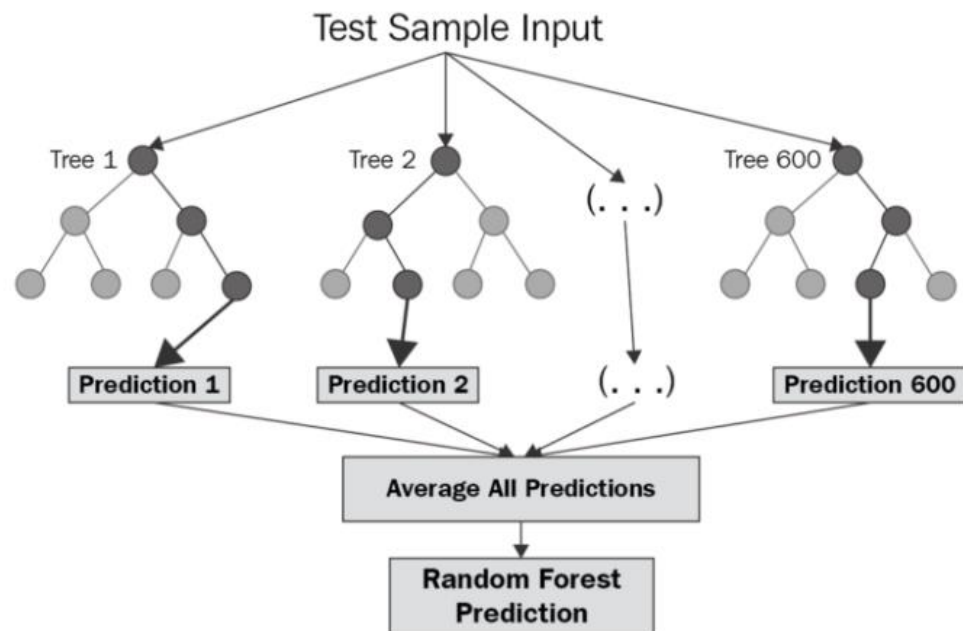 Test Sample Input
Tree 1
Tree 2
Tree 600
(. . .)
(. . .)
Prediction 1
Prediction 2
Prediction 600
Average All Predictions
Random Forest
Prediction